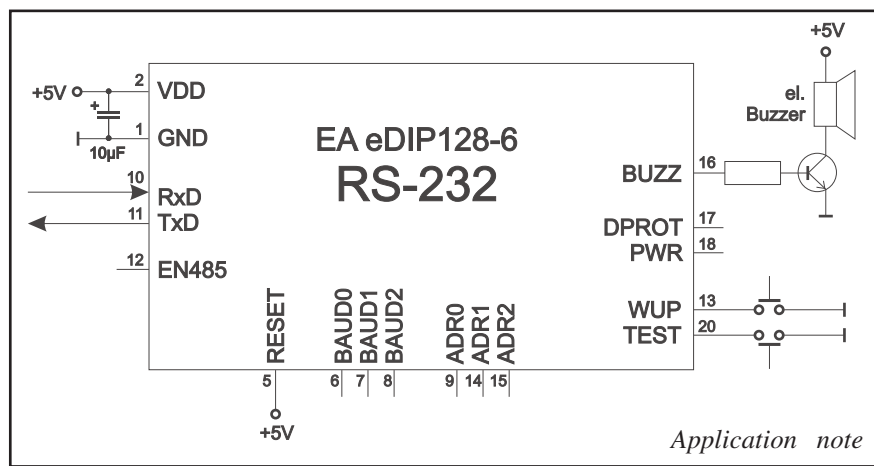 +5V
2
VDD
+
10µF
1
GND
10
RxD
11
TxD
12
EN485
EA eDIP128-6
RS-232
+5V
el.
Buzzer
BUZZ
16
DPROT
17
PWR
18
WUP
13
TEST
20
RESET
BAUD0
BAUD1
BAUD2
ADR0
ADR1
ADR2
5
6
7
8
9
14
15
+5V
Application note